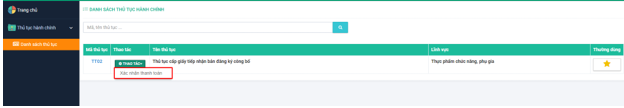 Trang chủ
DANH SÁCH THỦ TỤC HÀNH CHÍNH
Thủ tục hành chính
Mã, tên thủ tục ...
Danh sách thủ tục
Mã thủ tục Thao tác Tên thủ tục Lĩnh vực Thường dùng
TT02 THAO TÁC Thủ tục cấp giấy tiếp nhận bản đăng ký công bố Thực phẩm chức năng, phụ gia
Xác nhận thanh toán